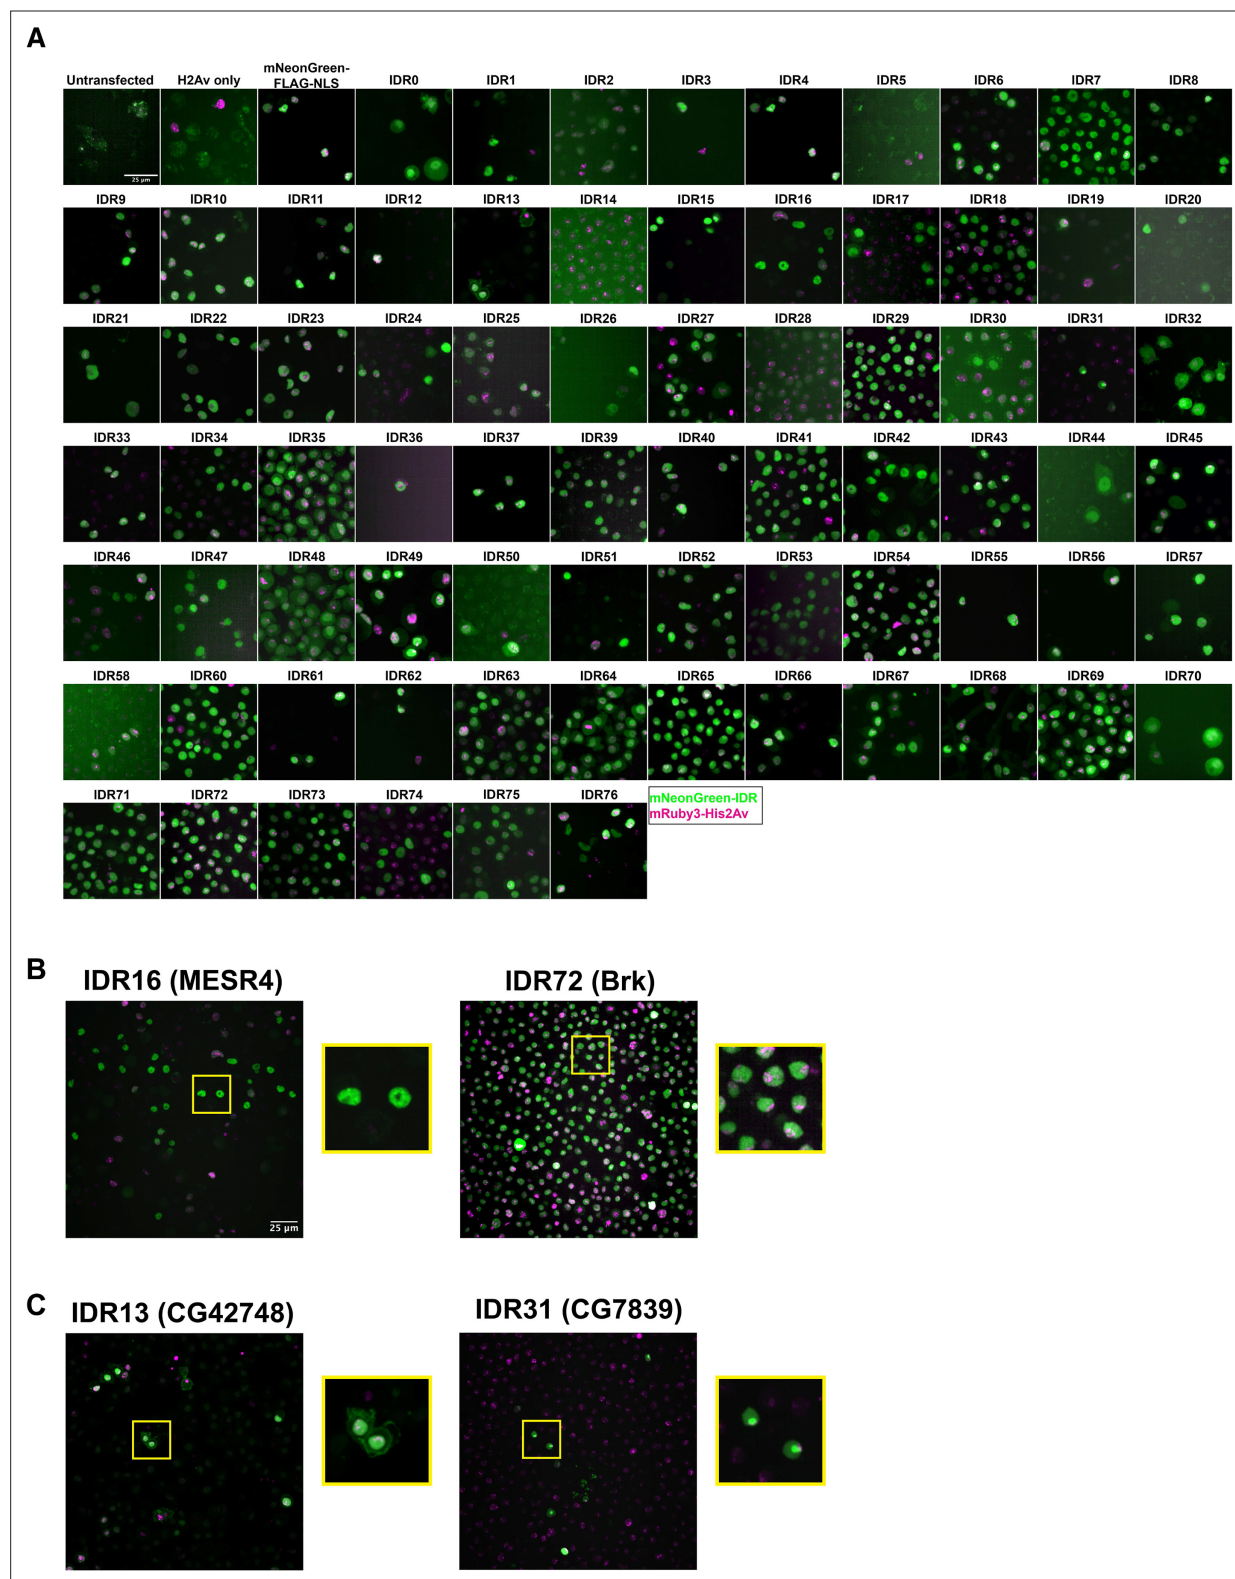 A
Untransfected H2Av only mNeonGreen-FLAG-NLS IDR0 IDR1 IDR2 IDR3 IDR4 IDR5 IDR6 IDR7 IDR8
25 µm
IDR9 IDR10 IDR11 IDR12 IDR13 IDR14 IDR15 IDR16 IDR17 IDR18 IDR19 IDR20
IDR21 IDR22 IDR23 IDR24 IDR25 IDR26 IDR27 IDR28 IDR29 IDR30 IDR31 IDR32
IDR33 IDR34 IDR35 IDR36 IDR37 IDR39 IDR40 IDR41 IDR42 IDR43 IDR44 IDR45
IDR46 IDR47 IDR48 IDR49 IDR50 IDR51 IDR52 IDR53 IDR54 IDR55 IDR56 IDR57
IDR58 IDR60 IDR61 IDR62 IDR63 IDR64 IDR65 IDR66 IDR67 IDR68 IDR69 IDR70
IDR71 IDR72 IDR73 IDR74 IDR75 IDR76
mNeonGreen-IDR
mRuby3-His2Av
B
IDR16 (MESR4) IDR72 (Brk)
25 µm
C
IDR13 (CG42748) IDR31 (CG7839)